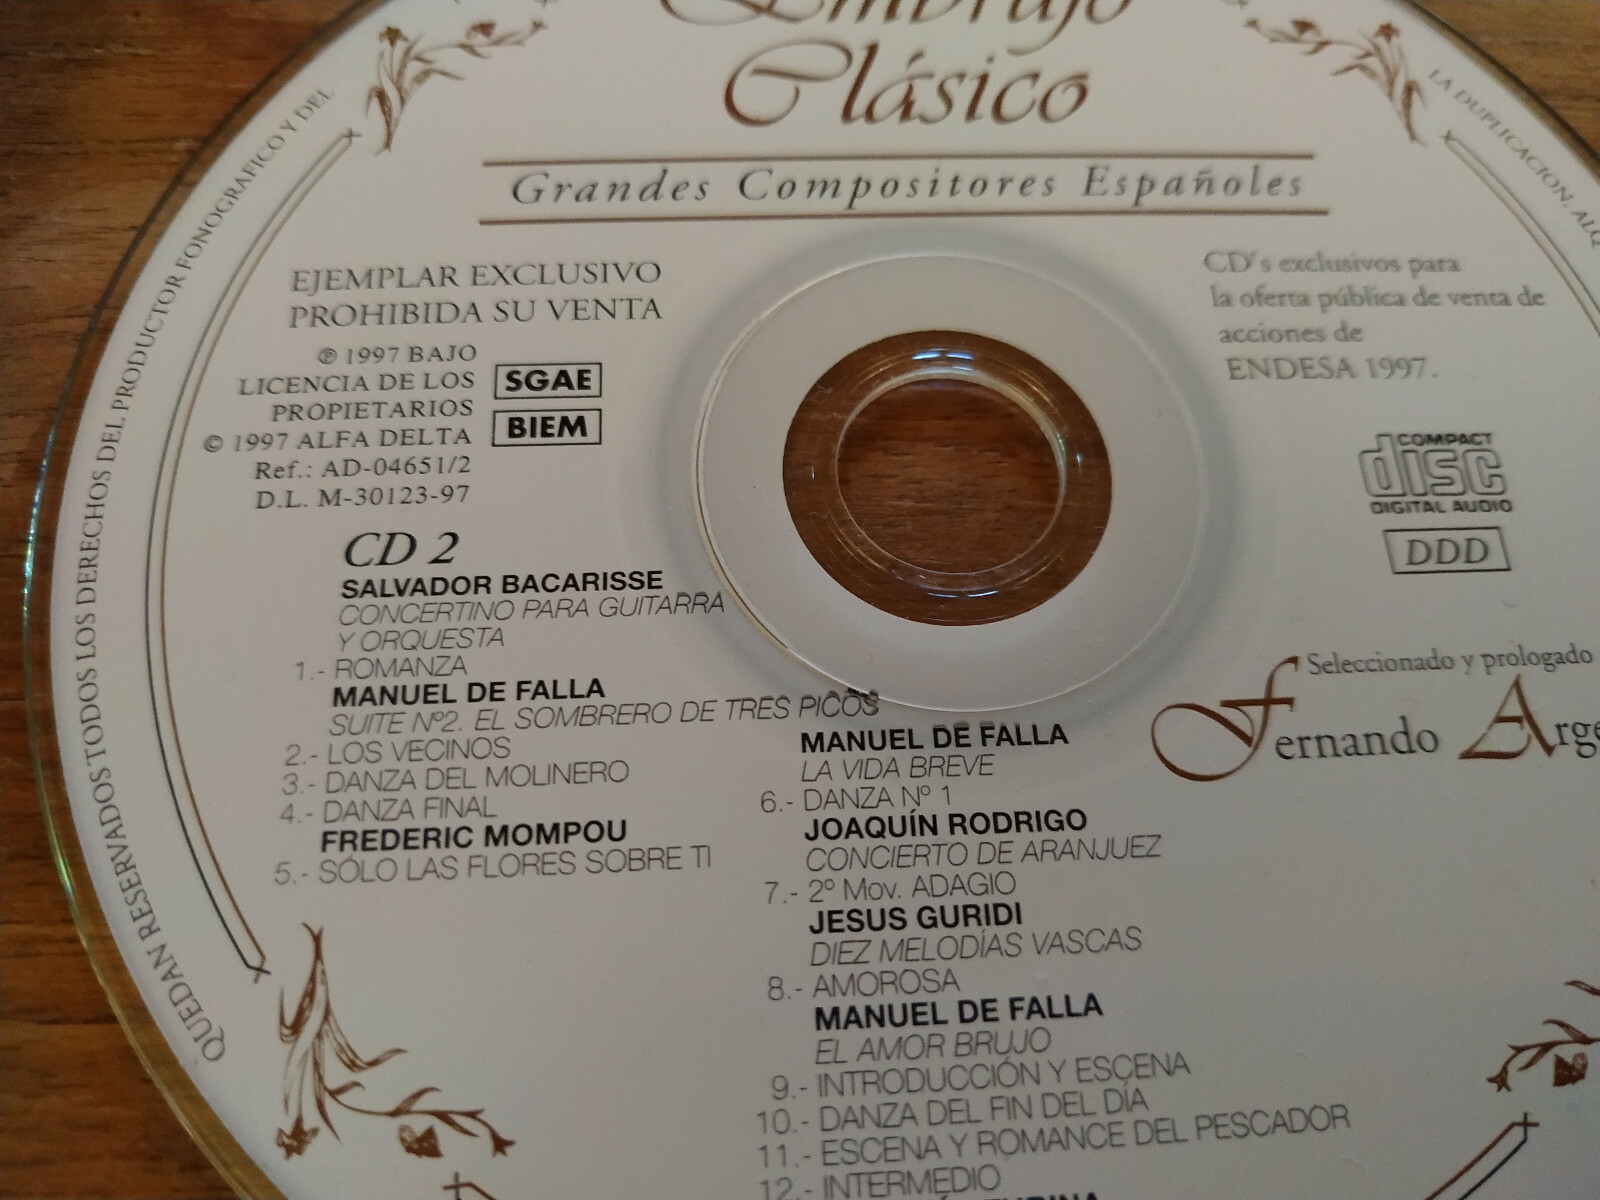 Embrujo
Clásico
Grandes Compositores Españoles
EJEMPLAR EXCLUSIVO
PROHIBIDA SU VENTA
℗ 1997 BAJO
LICENCIA DE LOS
PROPIETARIOS
© 1997 ALFA DELTA
Ref.: AD-04651/2
D.L. M-30123-97
SGAE
BIEM
CD's exclusivos para
la oferta pública de venta de
acciones de
ENDESA 1997.
COMPACT
disc
DIGITAL AUDIO
DDD
Seleccionado y prologado
Fernando Arge
CD 2
SALVADOR BACARISSE
CONCERTINO PARA GUITARRA
Y ORQUESTA
1.- ROMANZA
MANUEL DE FALLA
SUITE Nº2. EL SOMBRERO DE TRES PICOS
2.- LOS VECINOS
3.- DANZA DEL MOLINERO
4.- DANZA FINAL
FREDERIC MOMPOU
5.- SÓLO LAS FLORES SOBRE TI
MANUEL DE FALLA
LA VIDA BREVE
6.- DANZA Nº 1
JOAQUÍN RODRIGO
CONCIERTO DE ARANJUEZ
7.- 2º Mov. ADAGIO
JESUS GURIDI
DIEZ MELODÍAS VASCAS
8.- AMOROSA
MANUEL DE FALLA
EL AMOR BRUJO
9.- INTRODUCCIÓN Y ESCENA
10.- DANZA DEL FIN DEL DÍA
11.- ESCENA Y ROMANCE DEL PESCADOR
12.- INTERMEDIO
QUEDAN RESERVADOS TODOS LOS DERECHOS DEL PRODUCTOR FONOGRAFICO Y DEL
LA DUPLICACION, ALQ